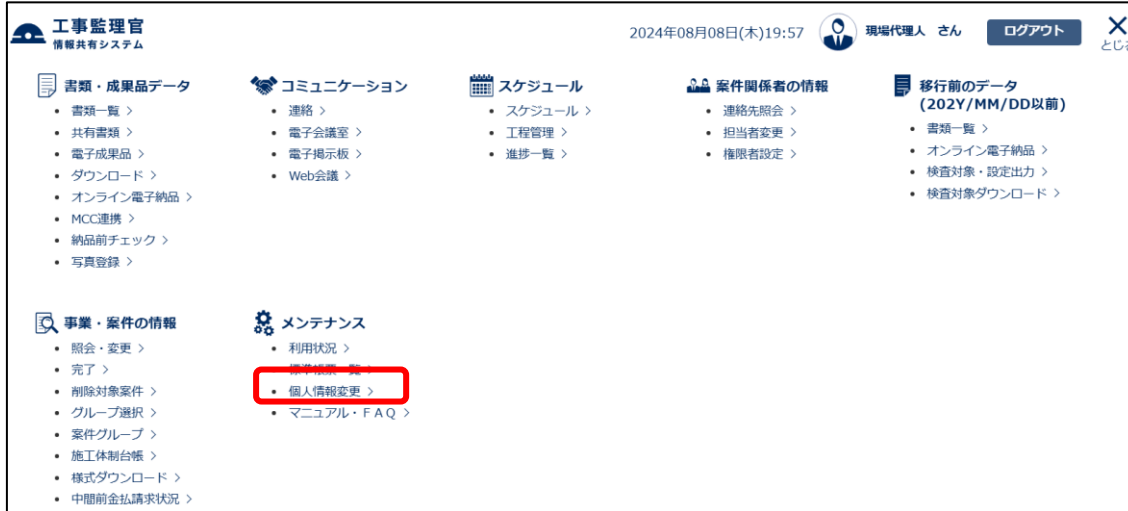 工事監理官
情報共有システム
2024年08月08日(木)19:57
現場代理人 さん
ログアウト
とじる
書類・成果品データ
• 書類一覧 >
• 共有書類 >
• 電子成果品 >
• ダウンロード >
• オンライン電子納品 >
• MCC連携 >
• 納品前チェック >
• 写真登録 >
コミュニケーション
• 連絡 >
• 電子会議室 >
• 電子掲示板 >
• Web会議 >
スケジュール
• スケジュール >
• 工程管理 >
• 進捗一覧 >
案件関係者の情報
• 連絡先照会 >
• 担当者変更 >
• 権限者設定 >
移行前のデータ
(202Y/MM/DD以前)
• 書類一覧 >
• オンライン電子納品 >
• 検査対象・設定出力 >
• 検査対象ダウンロード >
事業・案件の情報
• 照会・変更 >
• 完了 >
• 削除対象案件 >
• グループ選択 >
• 案件グループ >
• 施工体制台帳 >
• 様式ダウンロード >
• 中間前金払請求状況 >
メンテナンス
• 利用状況 >
• 標準帳票一覧 >
• 個人情報変更 >
• マニュアル・ＦＡＱ >